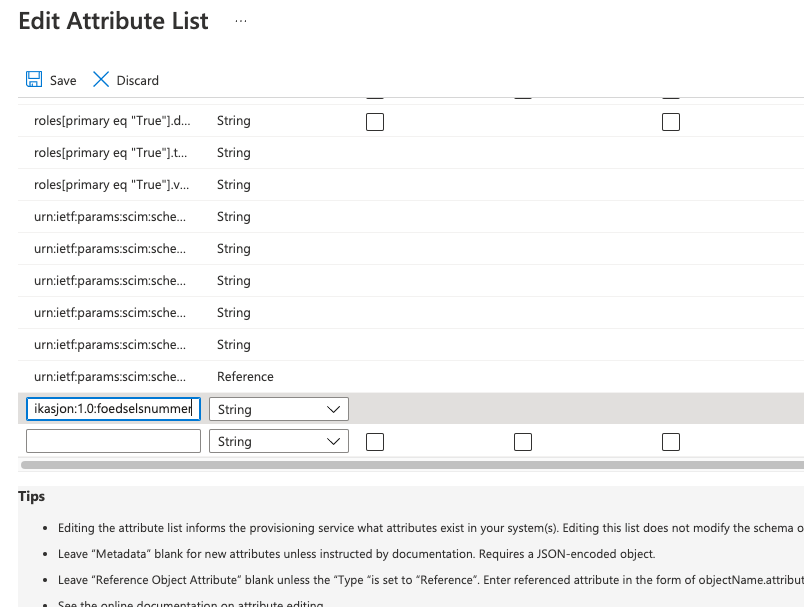 Edit Attribute List ...
Save Discard
roles[primary eq "True"].d... String
roles[primary eq "True"].t... String
roles[primary eq "True"].v... String
urn:ietf:params:scim:sche... String
urn:ietf:params:scim:sche... String
urn:ietf:params:scim:sche... String
urn:ietf:params:scim:sche... String
urn:ietf:params:scim:sche... String
urn:ietf:params:scim:sche... Reference
ikasjon:1.0:foedselsnummer String
String
Tips
• Editing the attribute list informs the provisioning service what attributes exist in your system(s). Editing this list does not modify the schema o
• Leave “Metadata” blank for new attributes unless instructed by documentation. Requires a JSON-encoded object.
• Leave “Reference Object Attribute” blank unless the “Type “is set to “Reference”. Enter referenced attribute in the form of objectName.attribut
• See the online documentation on attribute editing